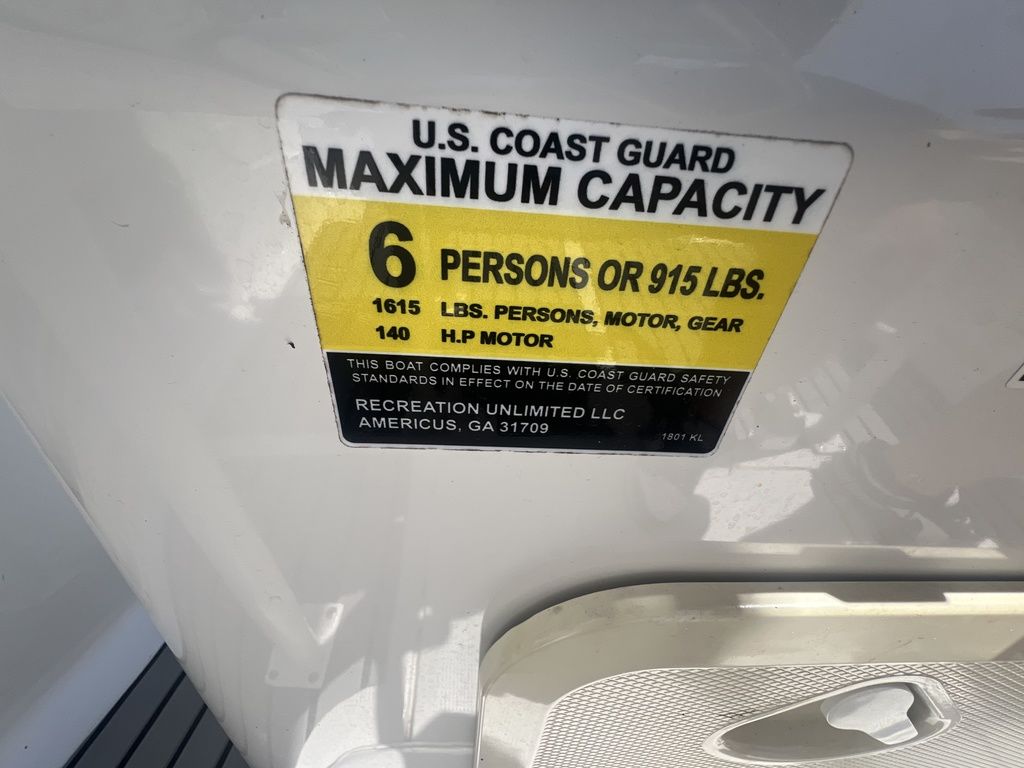 U.S. COAST GUARD
MAXIMUM CAPACITY
6 PERSONS OR 915 LBS.
1615 LBS. PERSONS, MOTOR, GEAR
140 H.P MOTOR
THIS BOAT COMPLIES WITH U.S. COAST GUARD SAFETY
STANDARDS IN EFFECT ON THE DATE OF CERTIFICATION
RECREATION UNLIMITED LLC
AMERICUS, GA 31709
1801 KL